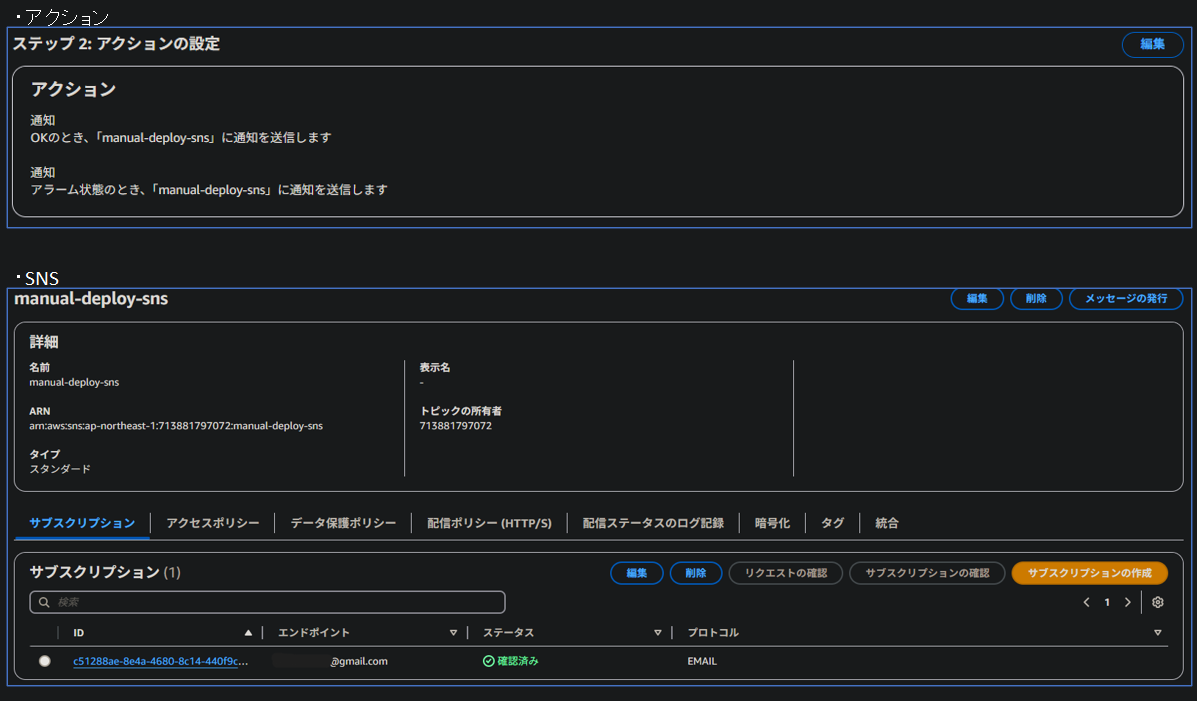 ・アクション
ステップ 2: アクションの設定
編集
アクション
通知
OKのとき、「manual-deploy-sns」に通知を送信します
通知
アラーム状態のとき、「manual-deploy-sns」に通知を送信します
・SNS
manual-deploy-sns
編集
削除
メッセージの発行
詳細
名前
manual-deploy-sns
表示名
-
ARN
arn:aws:sns:ap-northeast-1:713881797072:manual-deploy-sns
トピックの所有者
713881797072
タイプ
スタンダード
サブスクリプション
アクセスポリシー
データ保護ポリシー
配信ポリシー (HTTP/S)
配信ステータスのログ記録
暗号化
タグ
統合
サブスクリプション (1)
編集
削除
リクエストの確認
サブスクリプションの確認
サブスクリプションの作成
検索
1
ID
エンドポイント
ステータス
プロトコル
c51288ae-8e4a-4680-8c14-440f9c...
@gmail.com
確認済み
EMAIL